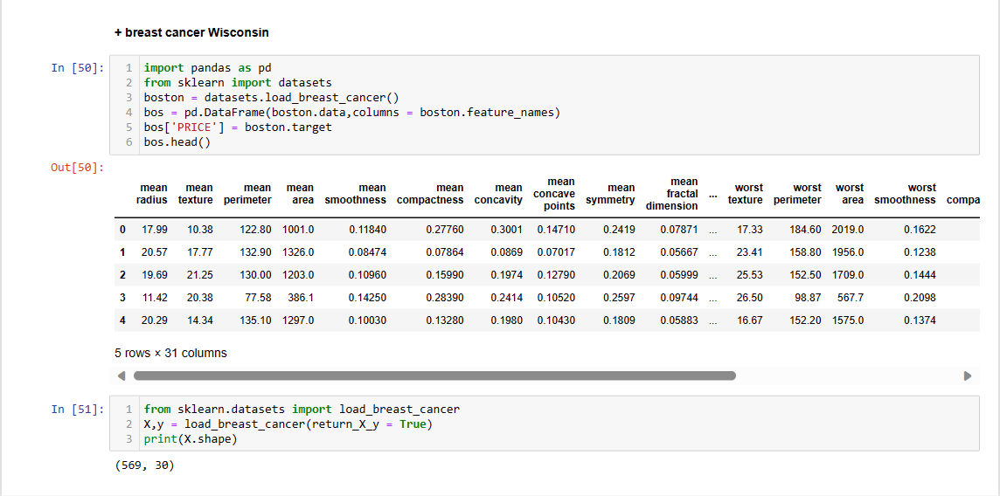 + breast cancer Wisconsin
In [50]:
1 import pandas as pd
2 from sklearn import datasets
3 boston = datasets.load_breast_cancer()
4 bos = pd.DataFrame(boston.data,columns = boston.feature_names)
5 bos['PRICE'] = boston.target
6 bos.head()
Out[50]:
mean radius mean texture mean perimeter mean area mean smoothness mean compactness mean concavity mean concave points mean symmetry mean fractal dimension ... worst texture worst perimeter worst area worst smoothness compa
0 17.99 10.38 122.80 1001.0 0.11840 0.27760 0.3001 0.14710 0.2419 0.07871 ... 17.33 184.60 2019.0 0.1622
1 20.57 17.77 132.90 1326.0 0.08474 0.07864 0.0869 0.07017 0.1812 0.05667 ... 23.41 158.80 1956.0 0.1238
2 19.69 21.25 130.00 1203.0 0.10960 0.15990 0.1974 0.12790 0.2069 0.05999 ... 25.53 152.50 1709.0 0.1444
3 11.42 20.38 77.58 386.1 0.14250 0.28390 0.2414 0.10520 0.2597 0.09744 ... 26.50 98.87 567.7 0.2098
4 20.29 14.34 135.10 1297.0 0.10030 0.13280 0.1980 0.10430 0.1809 0.05883 ... 16.67 152.20 1575.0 0.1374
5 rows × 31 columns
In [51]:
1 from sklearn.datasets import load_breast_cancer
2 X,y = load_breast_cancer(return_X_y = True)
3 print(X.shape)
(569, 30)